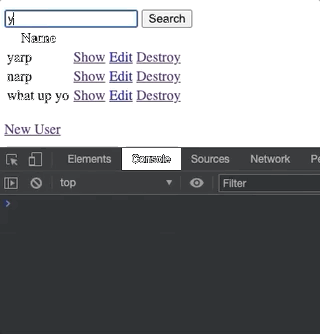 y Search
Name
yarp Show Edit Destroy
narp Show Edit Destroy
what up yo Show Edit Destroy
New User
Elements Console Sources Network Pe
top Filter